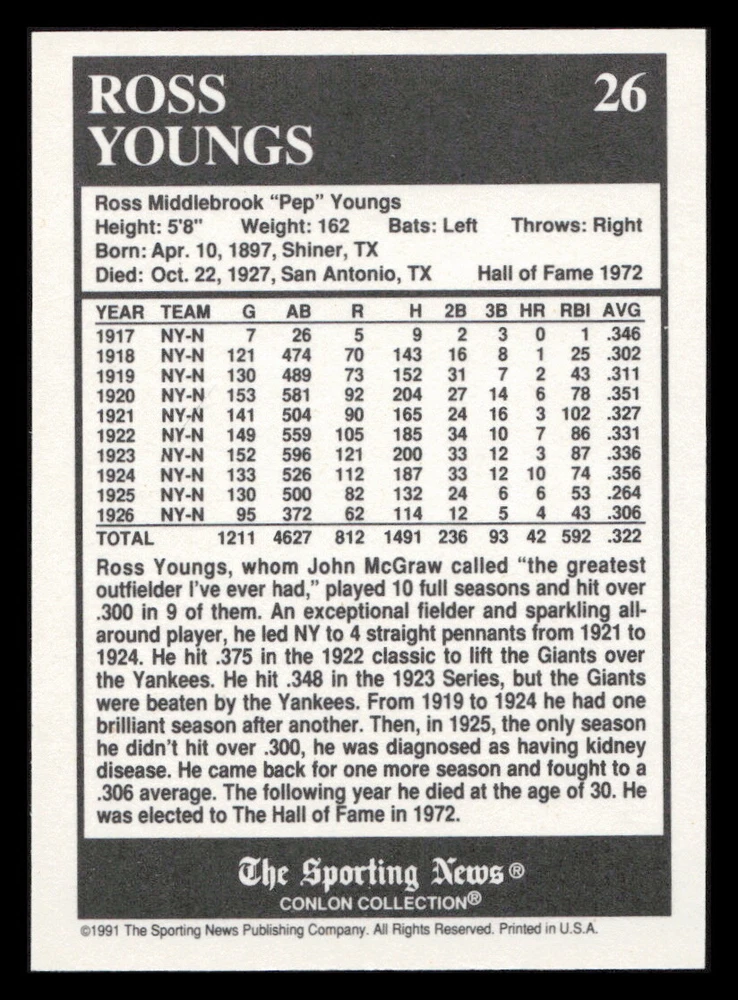 ROSS 26
YOUNGS
Ross Middlebrook “Pep” Youngs
Height: 5'8" Weight: 162 Bats: Left Throws: Right
Born: Apr. 10, 1897, Shiner, TX
Died: Oct. 22, 1927, San Antonio, TX Hall of Fame 1972
YEAR TEAM G AB R H 2B 3B HR RBI AVG
1917 NY-N 7 26 5 9 2 3 0 1 .346
1918 NY-N 121 474 70 143 16 8 1 25 .302
1919 NY-N 130 489 73 152 31 7 2 43 .311
1920 NY-N 153 581 92 204 27 14 6 78 .351
1921 NY-N 141 504 90 165 24 16 3 102 .327
1922 NY-N 149 559 105 185 34 10 7 86 .331
1923 NY-N 152 596 121 200 33 12 3 87 .336
1924 NY-N 133 526 112 187 33 12 10 74 .356
1925 NY-N 130 500 82 132 24 6 6 53 .264
1926 NY-N 95 372 62 114 12 5 4 43 .306
TOTAL 1211 4627 812 1491 236 93 42 592 .322
Ross Youngs, whom John McGraw called “the greatest
outfielder I've ever had,” played 10 full seasons and hit over
.300 in 9 of them. An exceptional fielder and sparkling all-
around player, he led NY to 4 straight pennants from 1921 to
1924. He hit .375 in the 1922 classic to lift the Giants over
the Yankees. He hit .348 in the 1923 Series, but the Giants
were beaten by the Yankees. From 1919 to 1924 he had one
brilliant season after another. Then, in 1925, the only season
he didn't hit over .300, he was diagnosed as having kidney
disease. He came back for one more season and fought to a
.306 average. The following year he died at the age of 30. He
was elected to The Hall of Fame in 1972.
The Sporting News®
CONLON COLLECTION®
©1991 The Sporting News Publishing Company. All Rights Reserved. Printed in U.S.A.